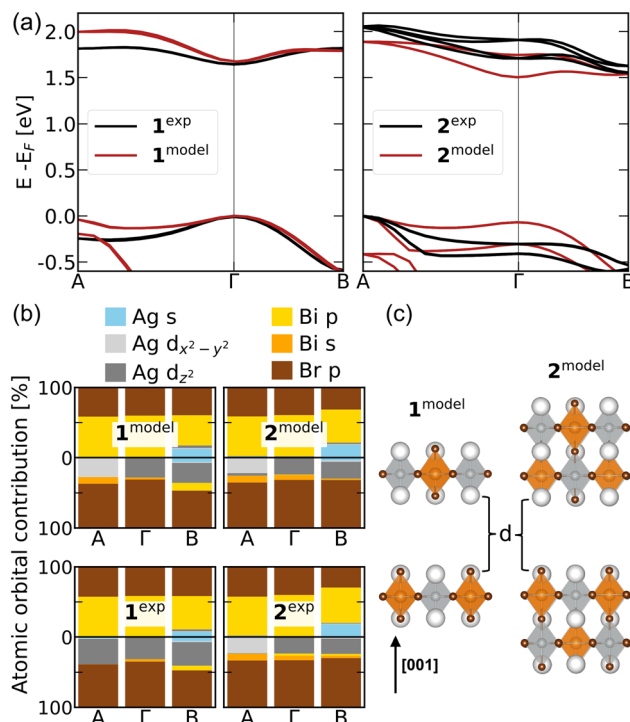 (a)
2.0
1.5
1.0
0.5
0.0
-0.5
E -E_F [eV]
1^exp
1^model
2^exp
2^model
A Γ B A Γ B
(b)
Ag s
Ag d_{x²−y²}
Ag d_{z²}
Bi p
Bi s
Br p
(c)
Atomic orbital contribution [%]
100
0
100
1^model
2^model
A Γ B A Γ B
100
0
100
1^exp
2^exp
A Γ B A Γ B
1^model
2^model
d
[001]